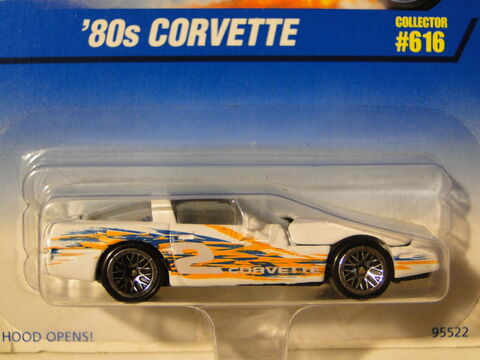 '80s CORVETTE
COLLECTOR
#616
2
CORVETTE
HOOD OPENS!
95522